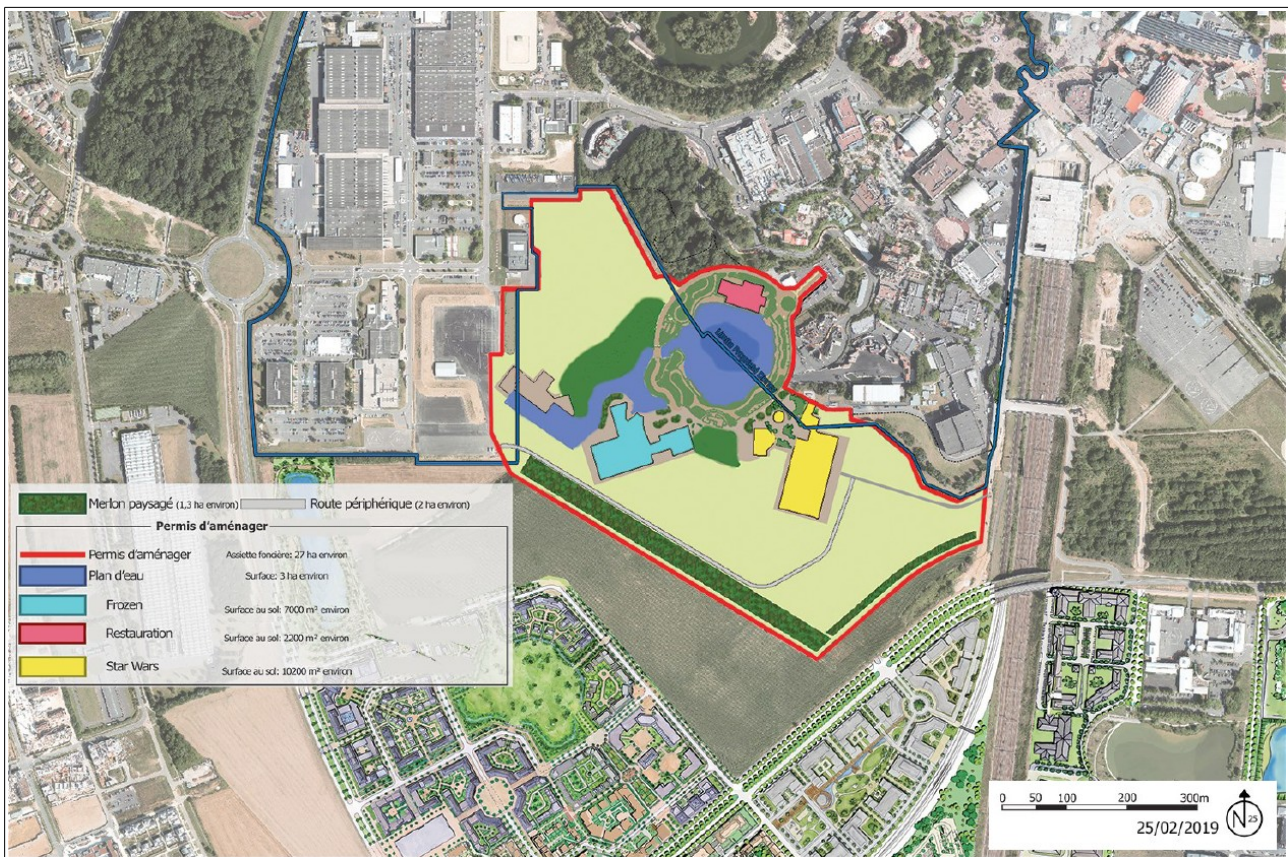 Merlon paysagé (1,3 ha environ) Route périphérique (2 ha environ)
Permis d'aménager
Permis d'aménager Assiette foncière: 27 ha environ
Plan d'eau Surface: 3 ha environ
Frozen Surface au sol: 7000 m² environ
Restauration Surface au sol: 2200 m² environ
Star Wars Surface au sol: 10200 m² environ
0 50 100 200 300m
25/02/2019 N 25